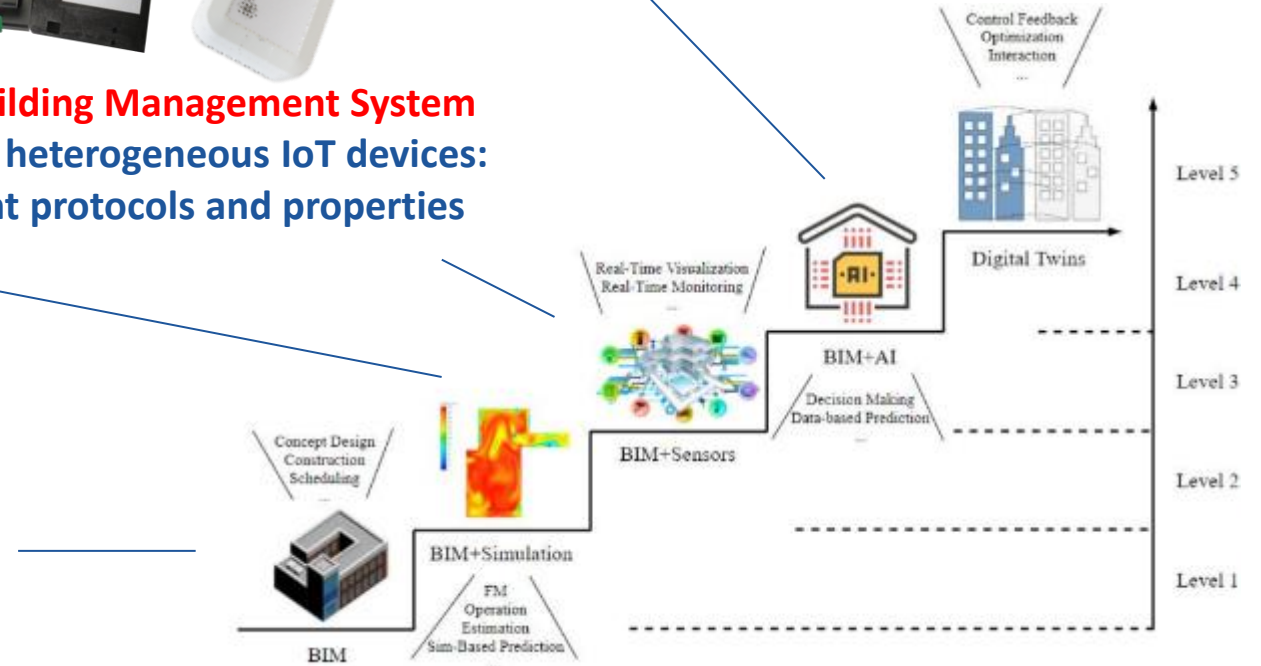 ilding Management System
heterogeneous IoT devices:
nt protocols and properties
Control Feedback
Optimization
Interaction
...
Level 5
Digital Twins
Real-Time Visualization
Real-Time Monitoring
...
Level 4
AI
BIM+AI
Decision Making
Data-based Prediction
...
Level 3
BIM+Sensors
Concept Design
Construction
Scheduling
...
Level 2
BIM+Simulation
FM
Operation
Estimation
Sim-Based Prediction
Level 1
BIM